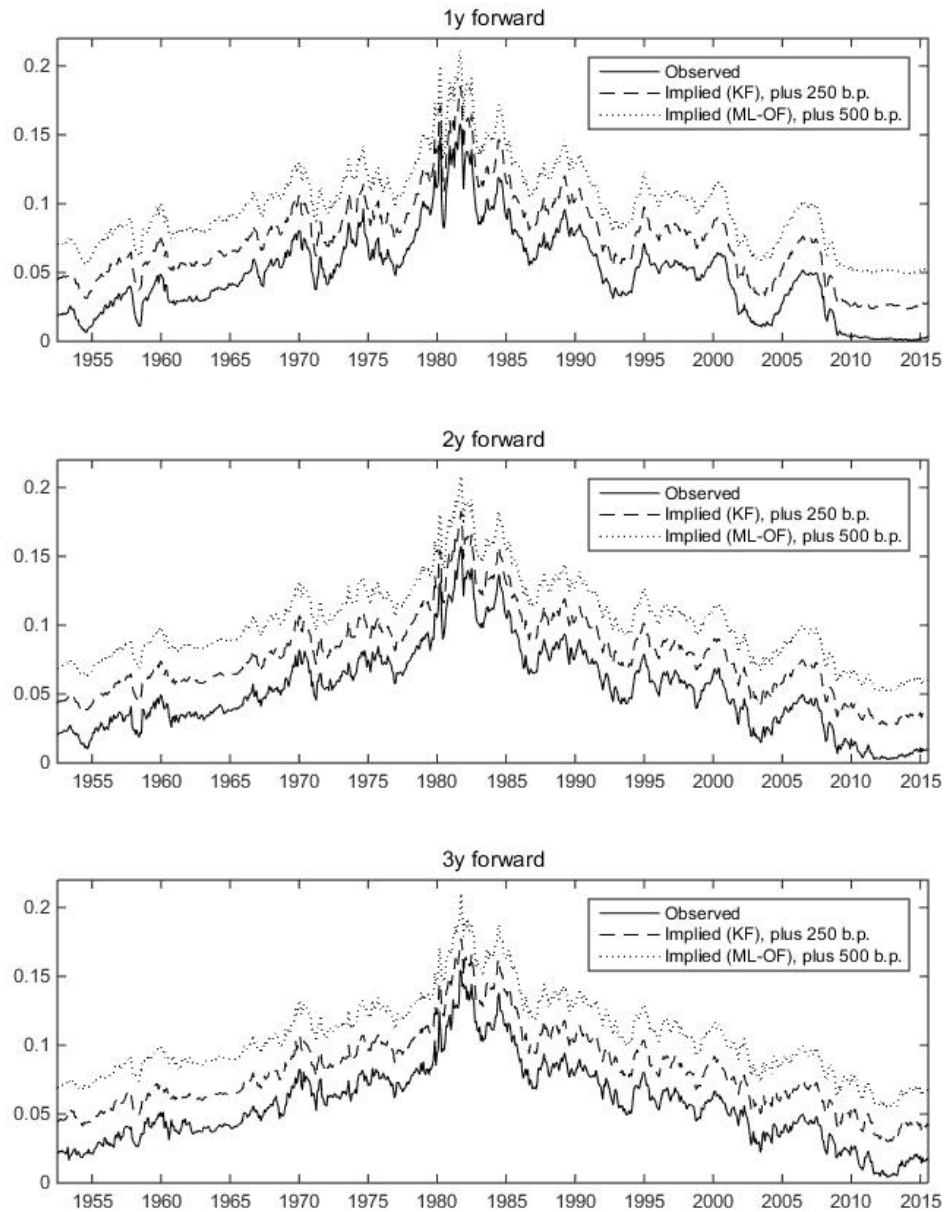 1y forward
0.2
0.15
0.1
0.05
0
Observed
Implied (KF), plus 250 b.p.
Implied (ML-OF), plus 500 b.p.
1955 1960 1965 1970 1975 1980 1985 1990 1995 2000 2005 2010 2015
2y forward
0.2
0.15
0.1
0.05
0
Observed
Implied (KF), plus 250 b.p.
Implied (ML-OF), plus 500 b.p.
1955 1960 1965 1970 1975 1980 1985 1990 1995 2000 2005 2010 2015
3y forward
0.2
0.15
0.1
0.05
0
Observed
Implied (KF), plus 250 b.p.
Implied (ML-OF), plus 500 b.p.
1955 1960 1965 1970 1975 1980 1985 1990 1995 2000 2005 2010 2015